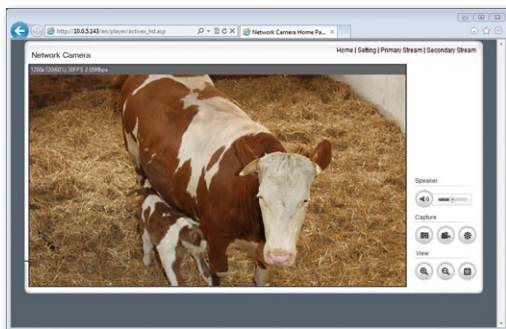 http://10.0.5.143/en/player/activex_hd.asp
Network Camera Home Pa...
Network Camera
Home | Setting | Primary Stream | Secondary Stream
1280x720(60%) 30FPS 2.05Mbps
Speaker
Capture
View